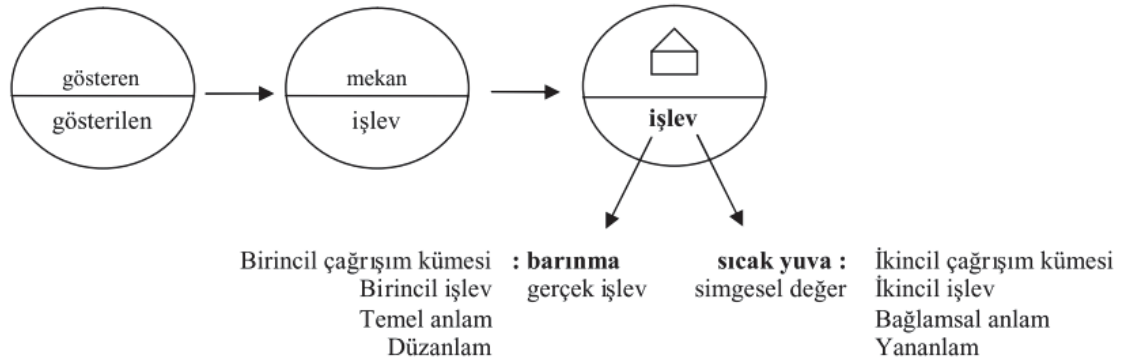 gösteren
gösterilen
mekan
işlev
işlev
Birincil çağrışım kümesi : barınma sıcak yuva : İkincil çağrışım kümesi
Birincil işlev gerçek işlev simgesel değer İkincil işlev
Temel anlam Bağlamsal anlam
Düzanlam Yananlam